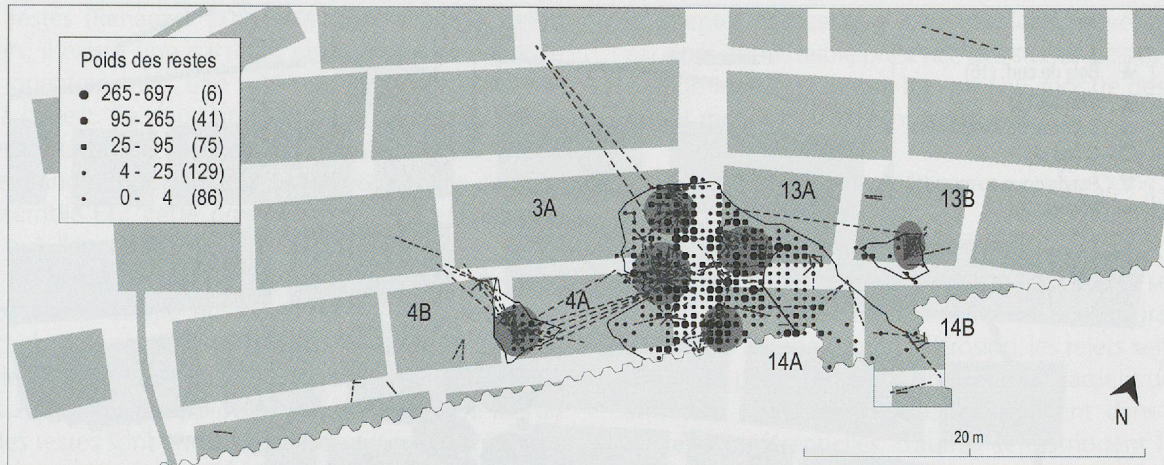 Poids des restes
265 - 697 (6)
95 - 265 (41)
25 - 95 (75)
4 - 25 (129)
0 - 4 (86)
3A
13A
13B
4B
4A
14B
14A
N
20 m